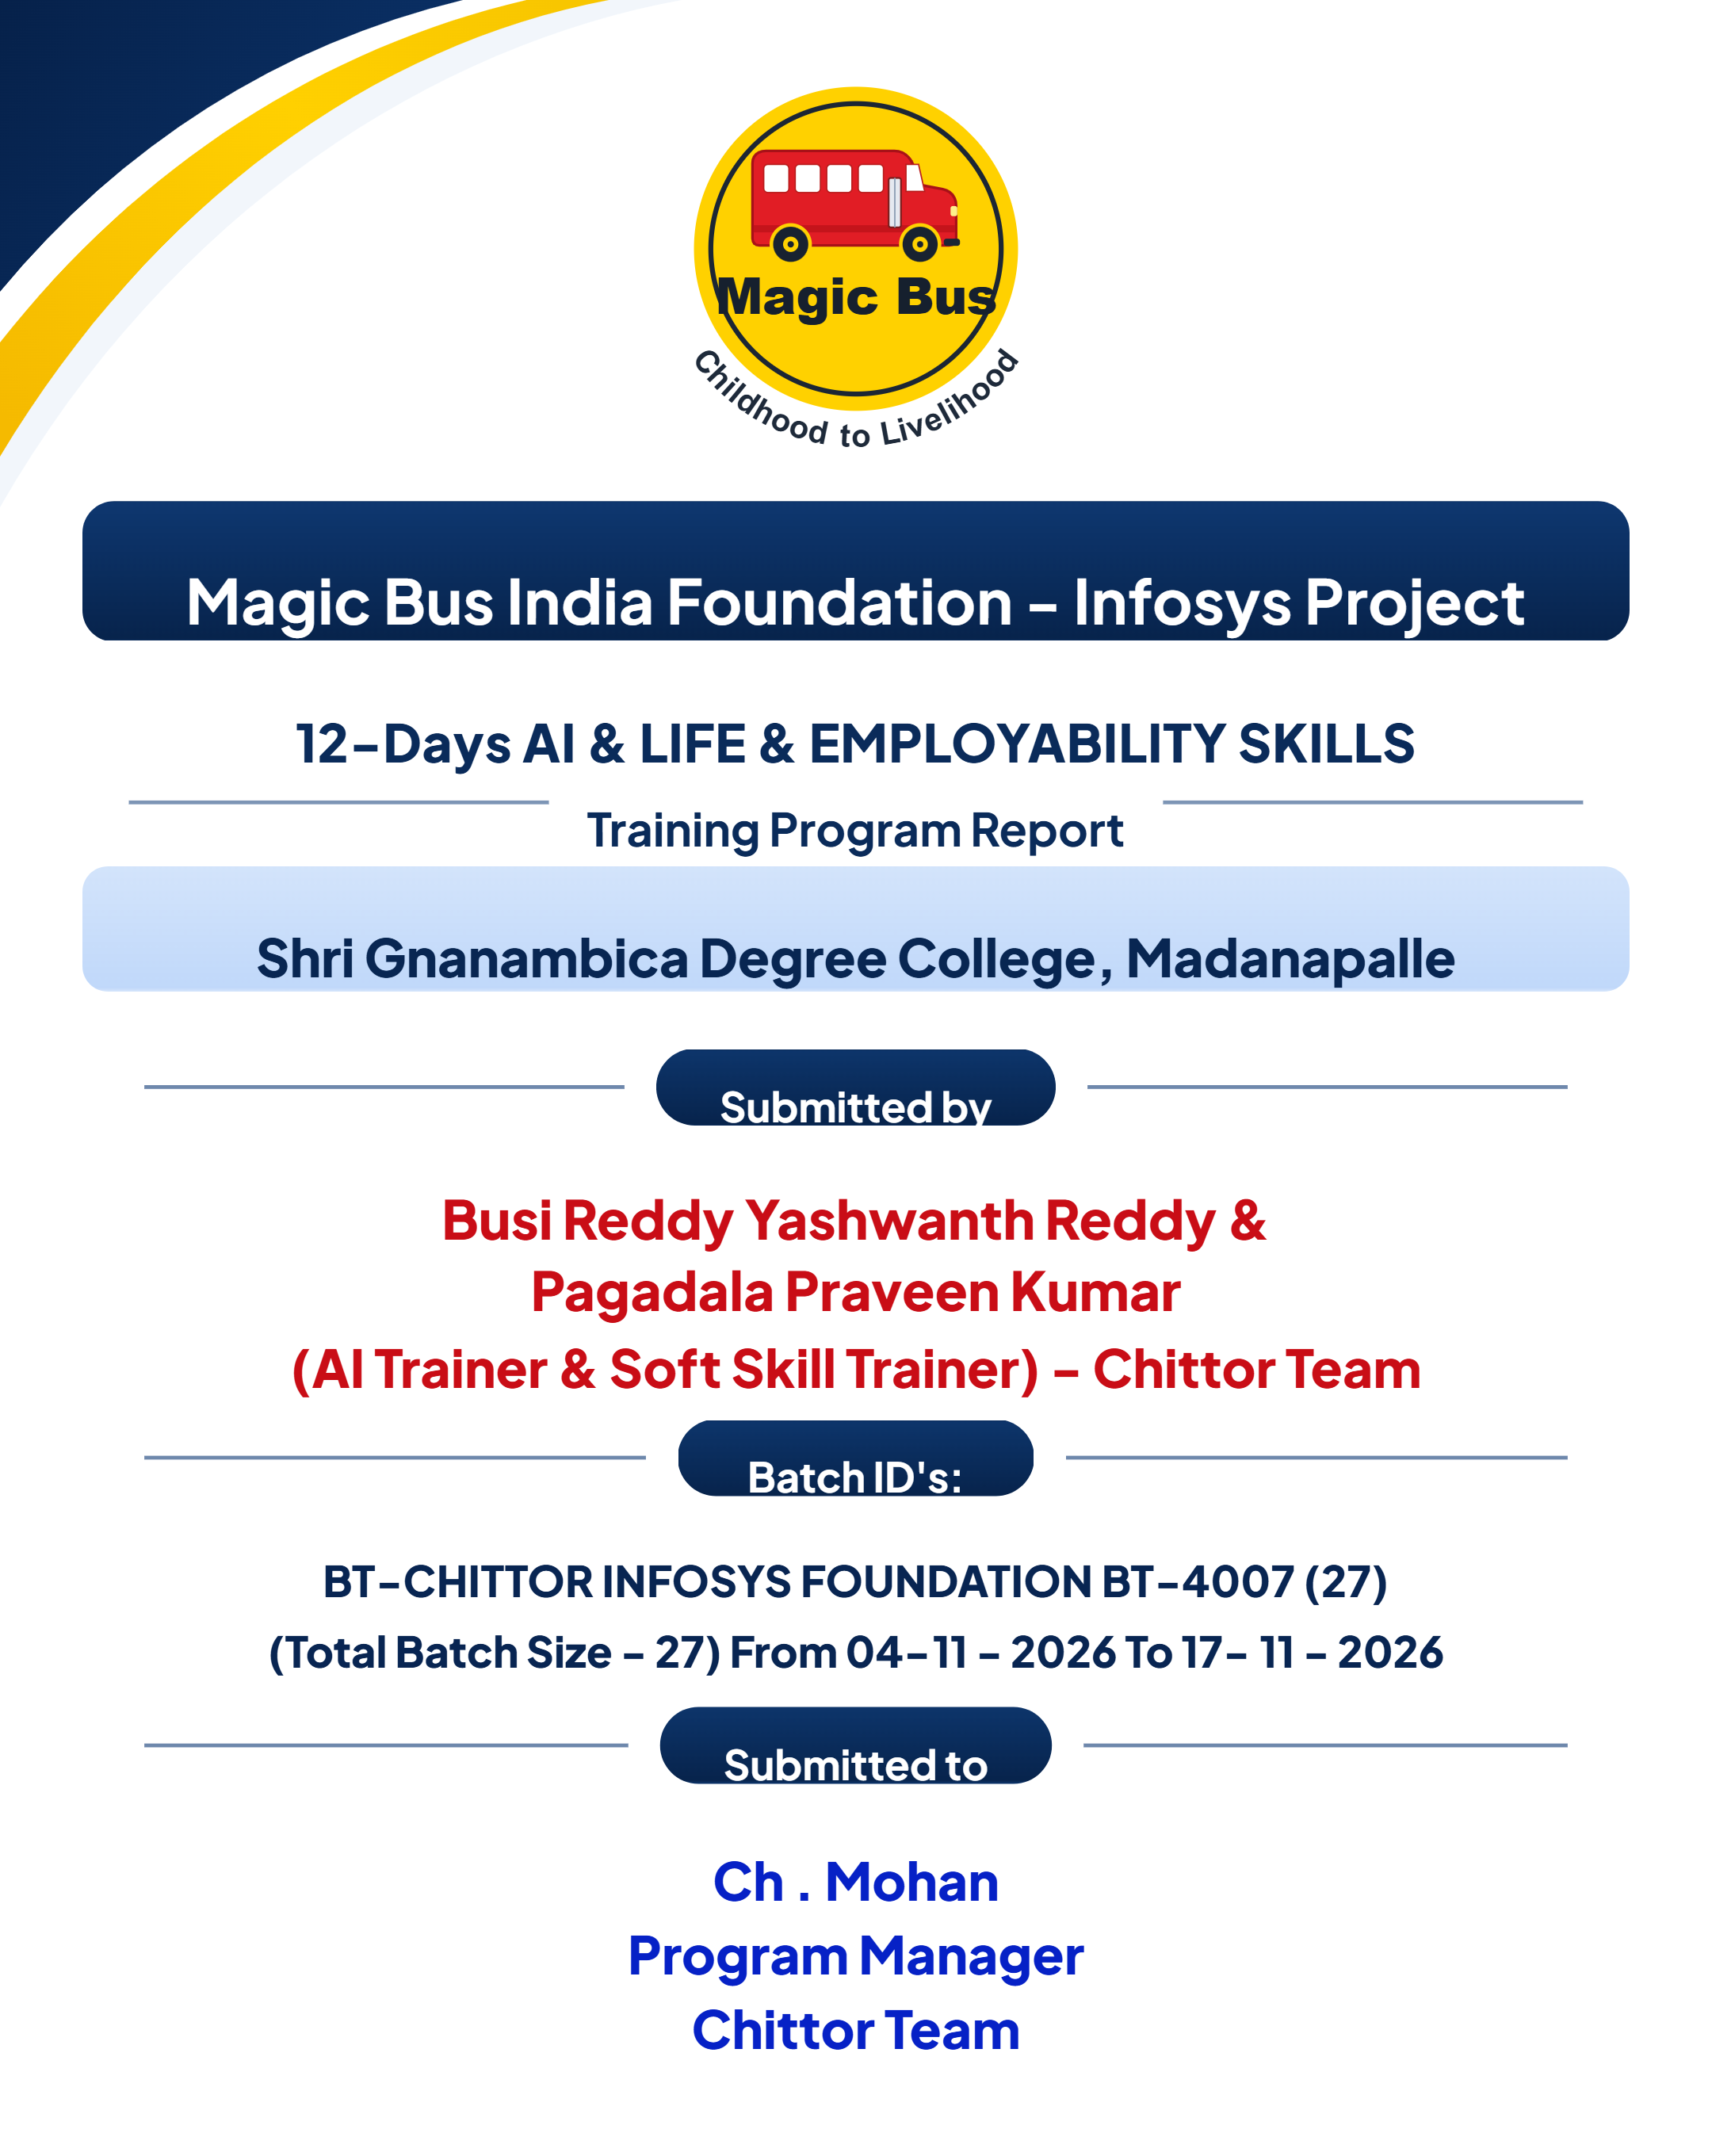 Magic Bus
Childhood to Livelihood
Magic Bus India Foundation – Infosys Project
12–Days AI & LIFE & EMPLOYABILITY SKILLS
Training Program Report
Shri Gnanambica Degree College, Madanapalle
Submitted by
Busi Reddy Yashwanth Reddy &
Pagadala Praveen Kumar
(AI Trainer & Soft Skill Trainer) – Chittor Team
Batch ID's:
BT–CHITTOR INFOSYS FOUNDATION BT–4007 (27)
(Total Batch Size – 27) From 04–11 – 2026 To 17– 11 – 2026
Submitted to
Ch . Mohan
Program Manager
Chittor Team